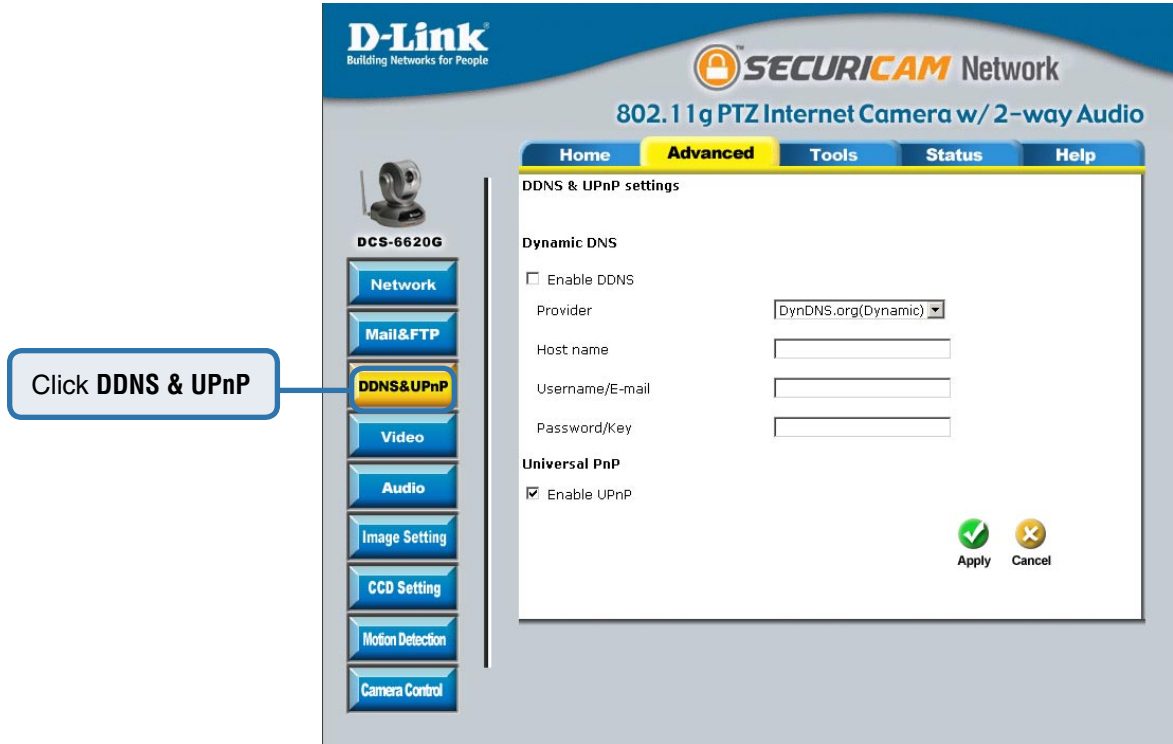 D-Link
Building Networks for People
SECURICAM Network
™
802.11g PTZ Internet Camera w/ 2-way Audio
Home
Advanced
Tools
Status
Help
DCS-6620G
Network
Mail&FTP
DDNS&UPnP
Video
Audio
Image Setting
CCD Setting
Motion Detection
Camera Control
Click DDNS & UPnP
DDNS & UPnP settings
Dynamic DNS
Enable DDNS
Provider
DynDNS.org(Dynamic)
Host name
Username/E-mail
Password/Key
Universal PnP
Enable UPnP
Apply
Cancel